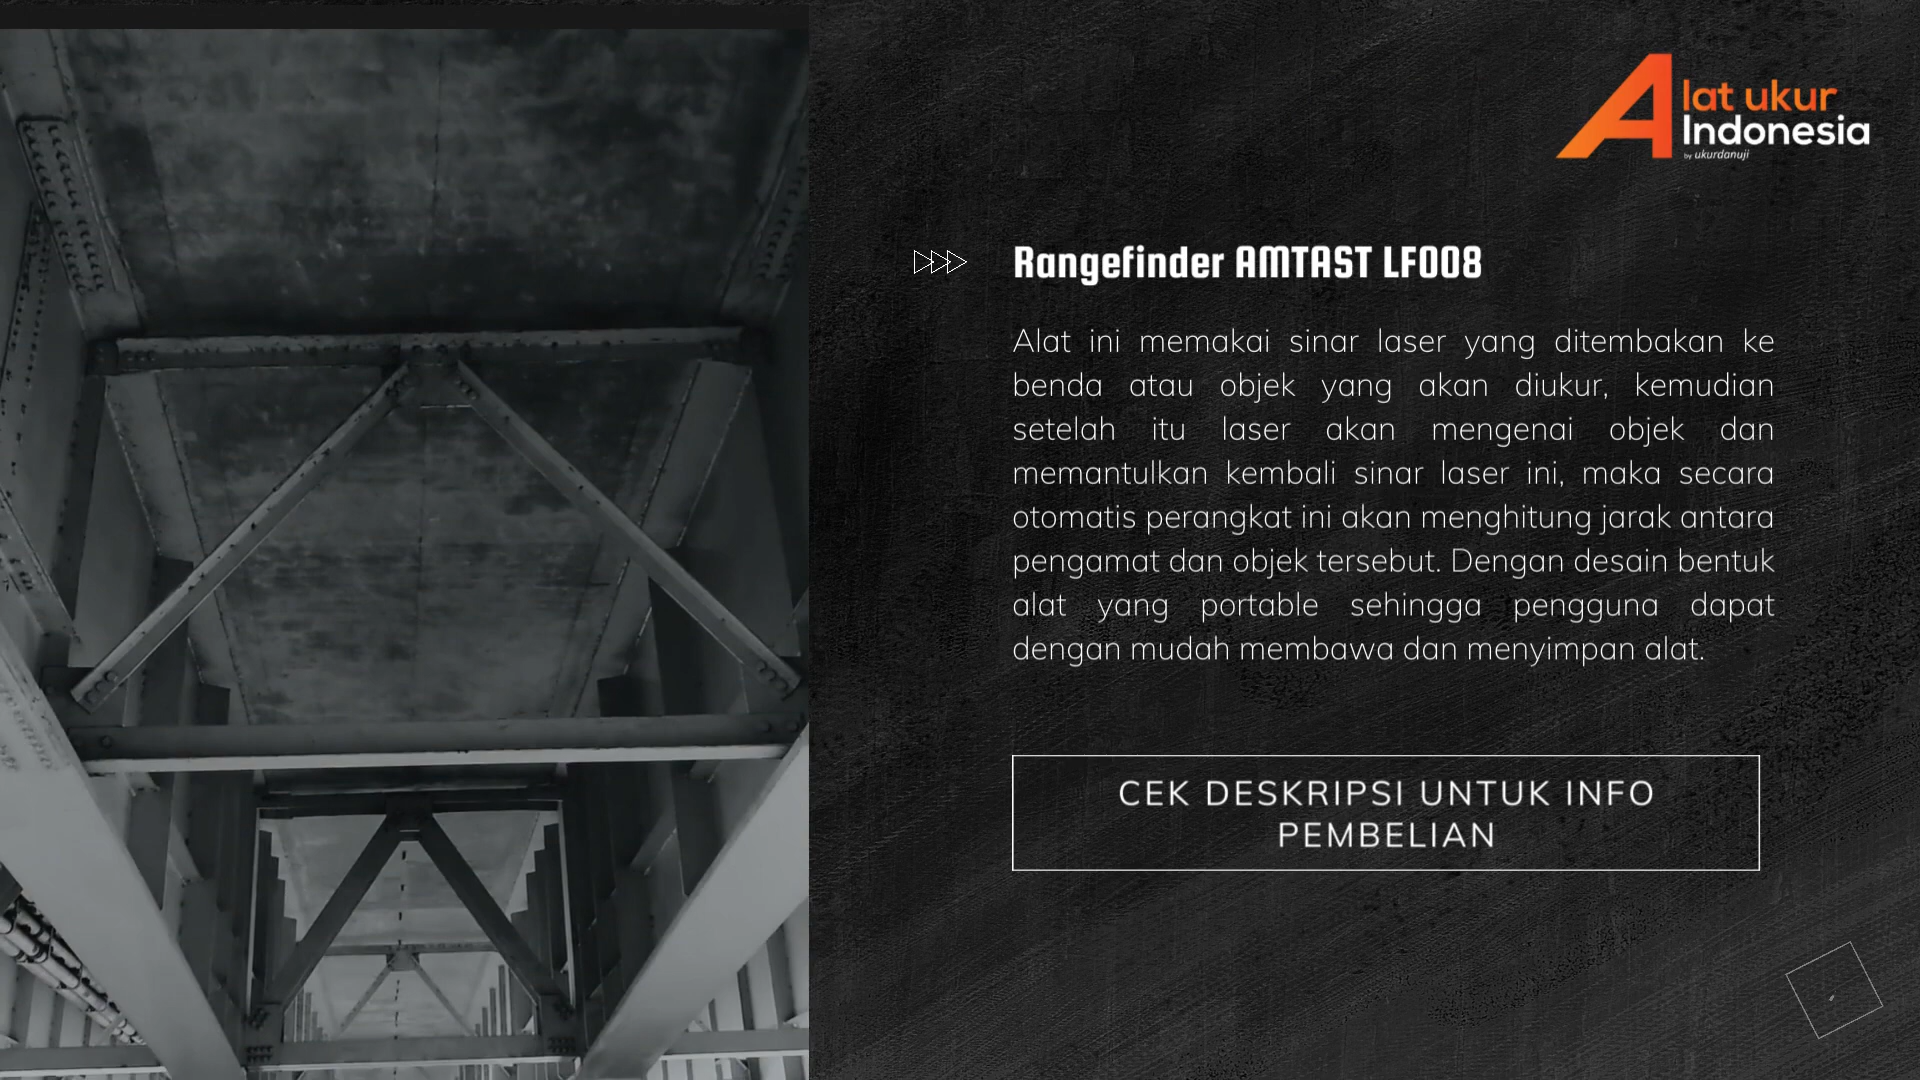 Alat ukur
Indonesia
by ukurdanuji
Rangefinder AMTAST LF008
Alat ini memakai sinar laser yang ditembakan ke
benda atau objek yang akan diukur, kemudian
setelah itu laser akan mengenai objek dan
memantulkan kembali sinar laser ini, maka secara
otomatis perangkat ini akan menghitung jarak antara
pengamat dan objek tersebut. Dengan desain bentuk
alat yang portable sehingga pengguna dapat
dengan mudah membawa dan menyimpan alat.
CEK DESKRIPSI UNTUK INFO
PEMBELIAN